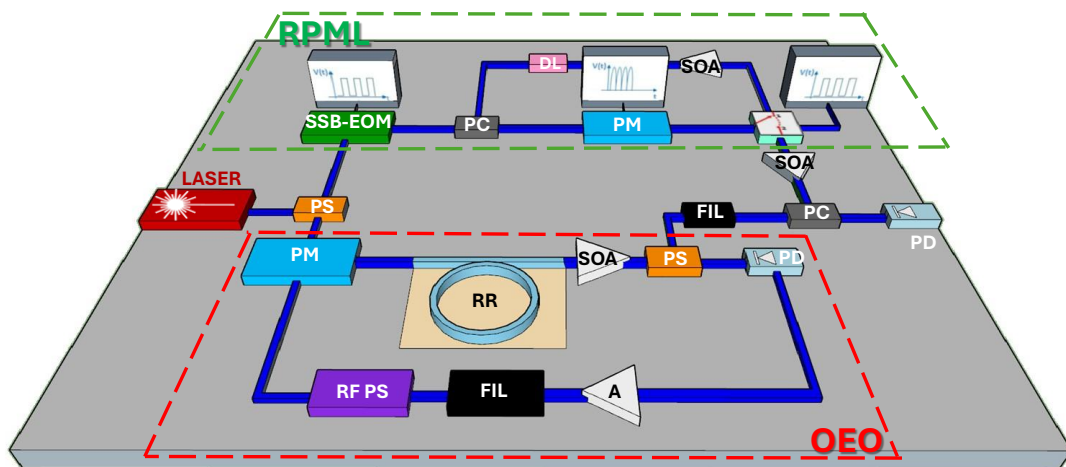 RPML
V(t)
t
DL
V(t)
t
SOA
V(t)
t
SSB-EOM
PC
PM
SOA
LASER
PS
FIL
PC
PD
PM
SOA
PS
PD
RR
RF PS
FIL
A
OEO